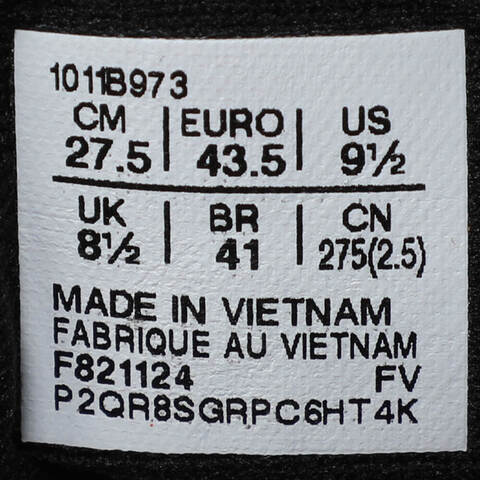 1011B973
CM | EURO | US
27.5 | 43.5 | 9½
UK | BR | CN
8½ | 41 | 275(2.5)
MADE IN VIETNAM
FABRIQUE AU VIETNAM
F821124 FV
P2QR8SGRPC6HT4K